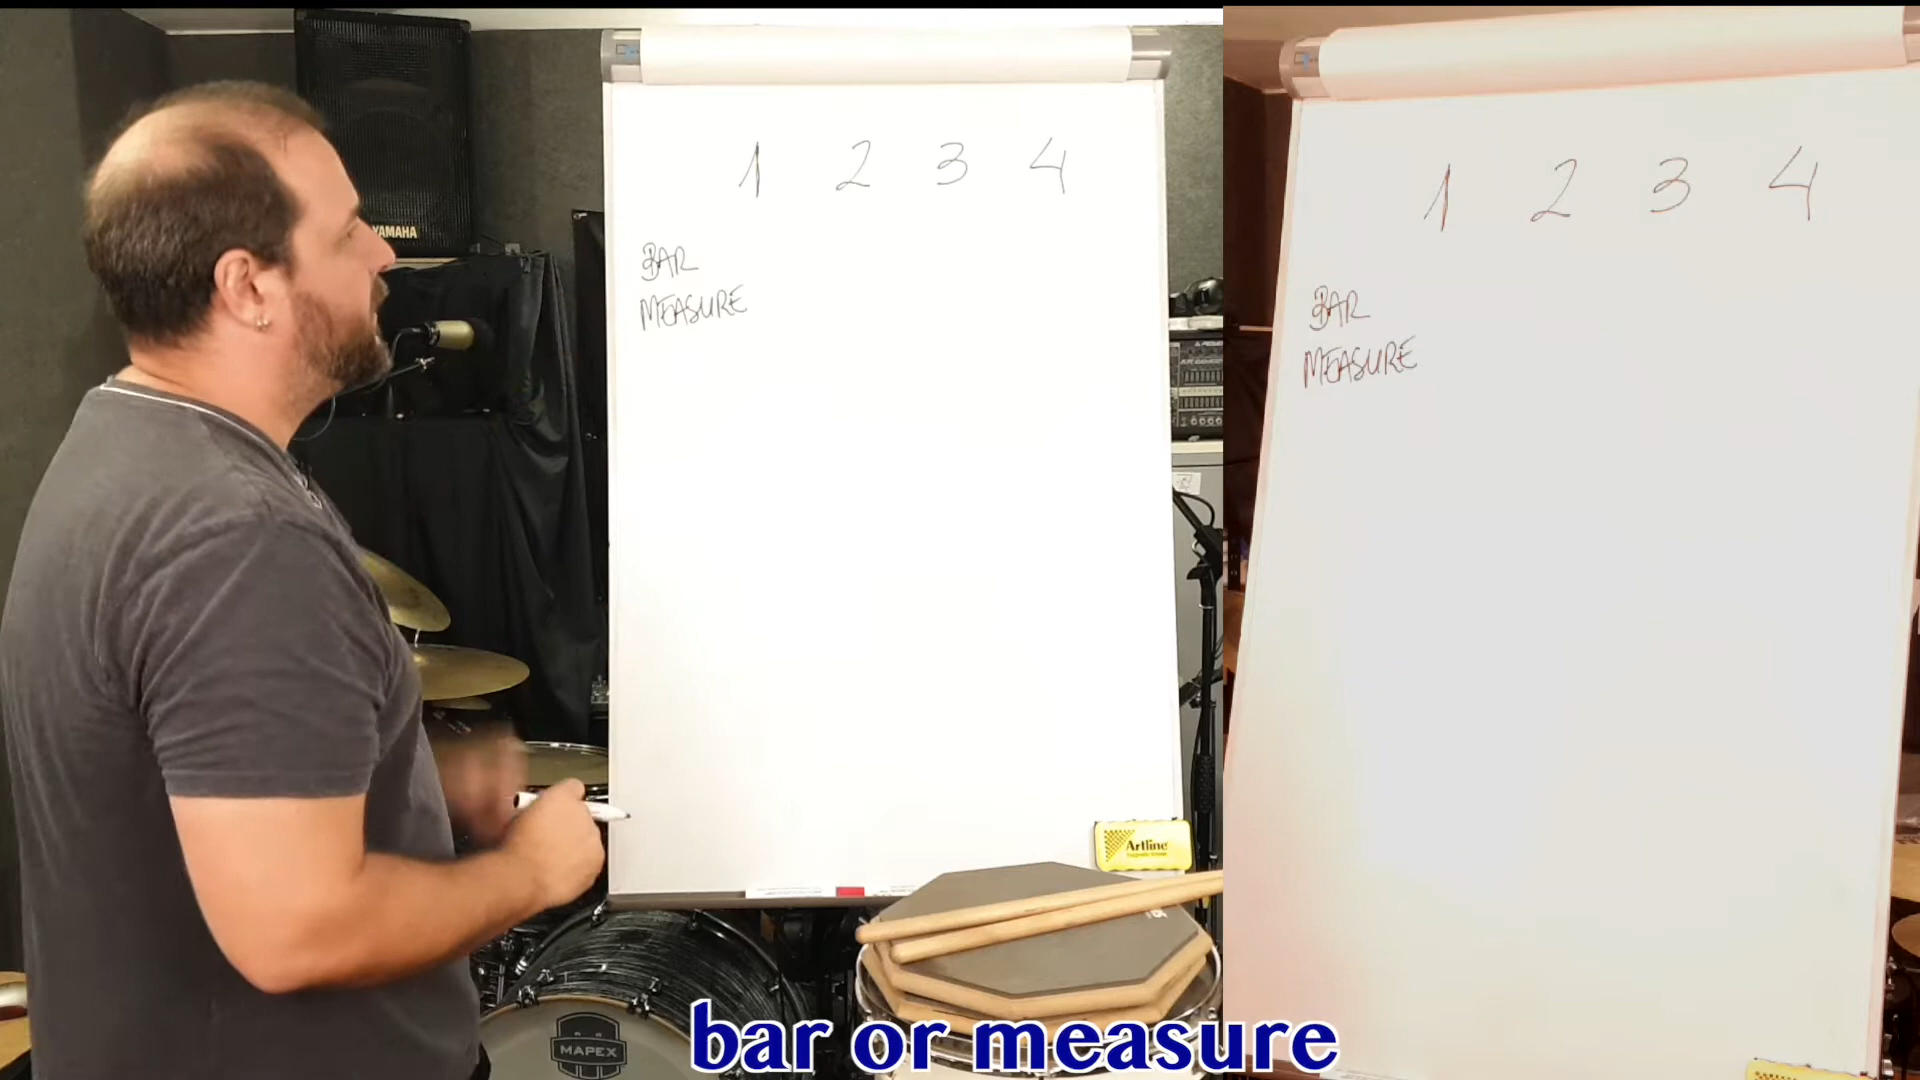 1 2 3 4
BAR
MEASURE
YAMAHA
Artline
MAPEX
1 2 3 4
BAR
MEASURE
bar or measure